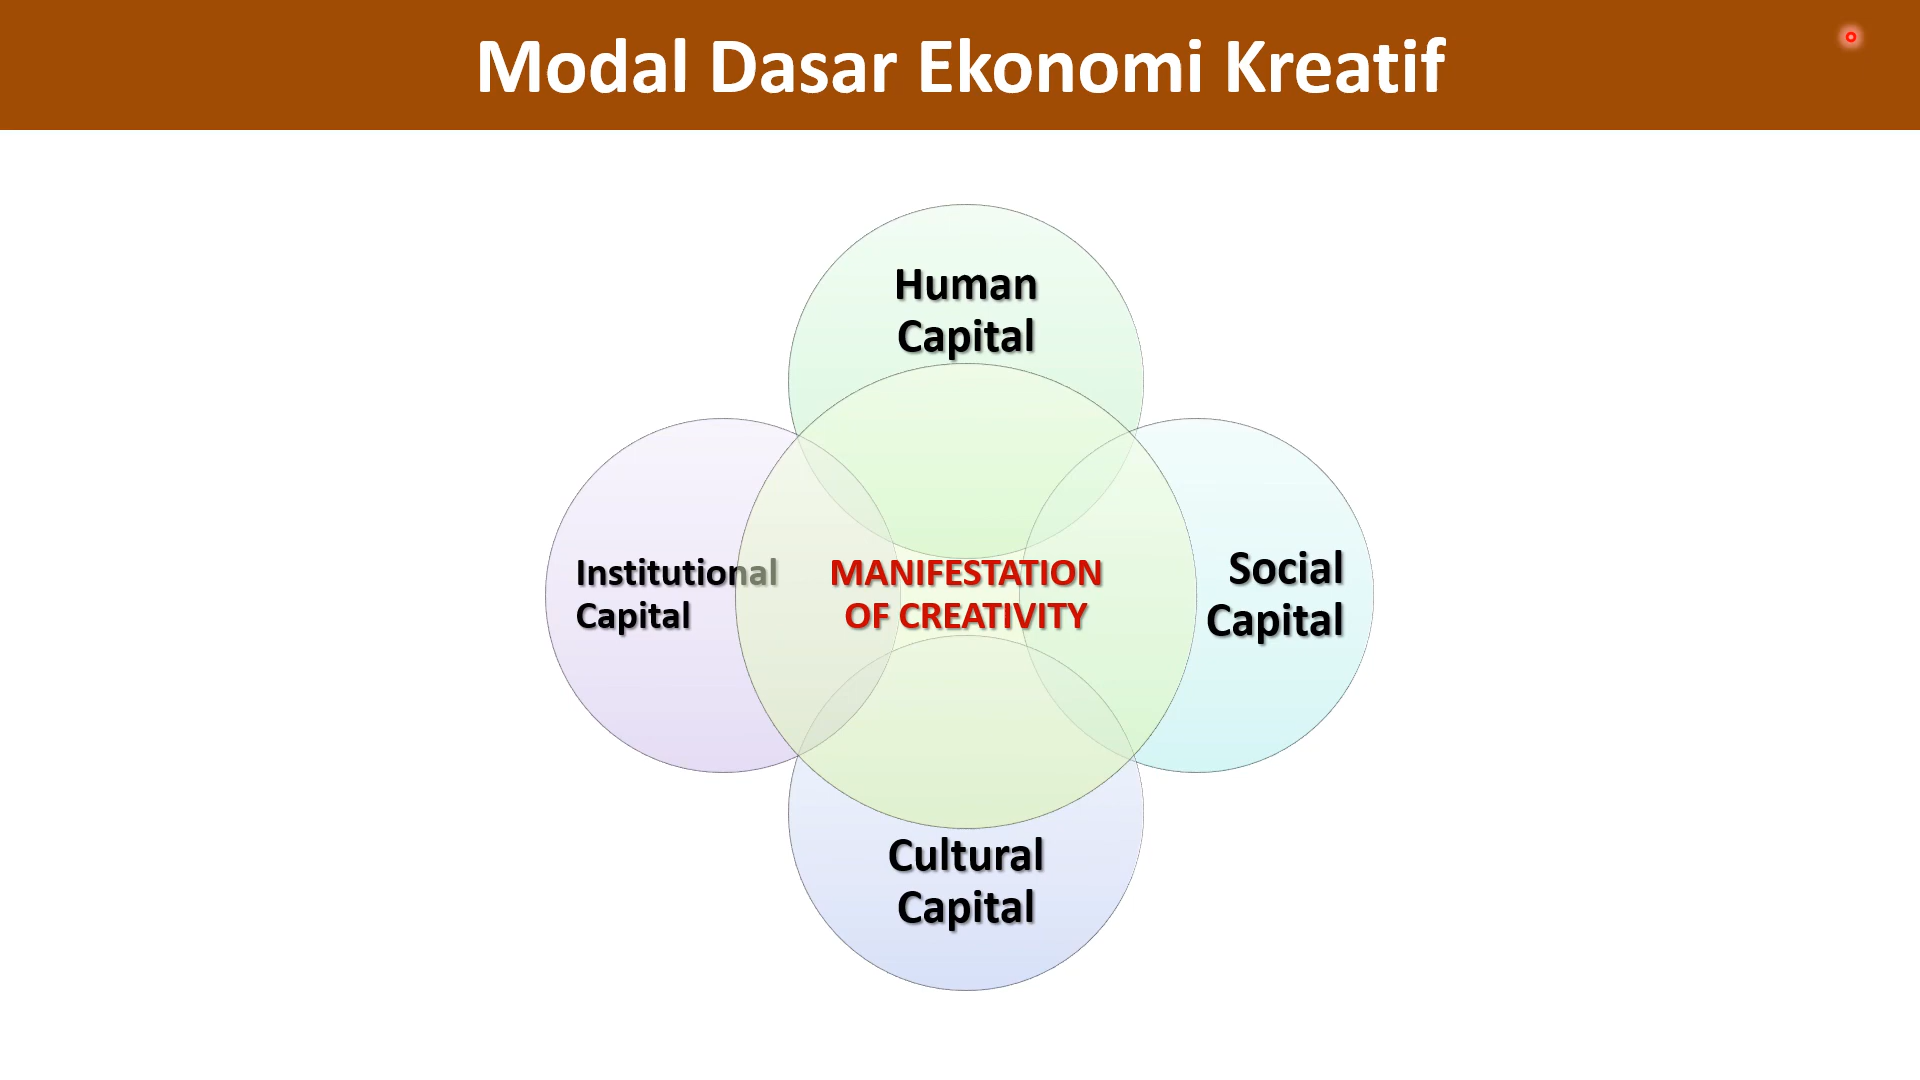 Modal Dasar Ekonomi Kreatif
Human
Capital
Institutional
Capital
MANIFESTATION
OF CREATIVITY
Social
Capital
Cultural
Capital